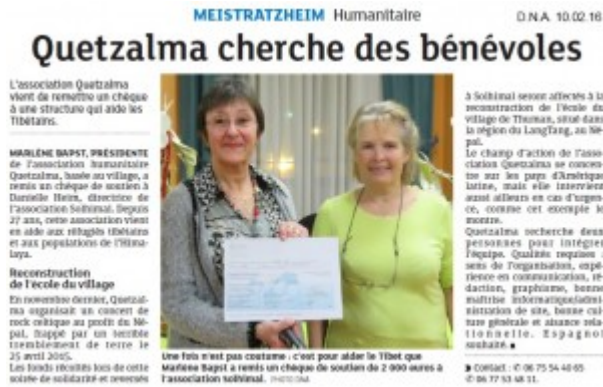 MEISTRATZHEIM Humanitaire
D.N.A. 10.02.16
Quetzalma cherche des bénévoles
L'association Quetzalma
vient de remettre un chèque
à une structure qui aide les
Tibétains.
MARLÈNE BAPST, PRÉSIDENTE
de l'association humanitaire
Quetzalma, basée au village, a
remis un chèque de soutien à
Danielle Heim, directrice de
l'association Solhimal. Depuis
27 ans, cette association vient
en aide aux réfugiés tibétains
et aux populations de l'Hima-
laya.
Reconstruction
de l'école du village
En novembre dernier, Quetzal-
ma organisait un concert de
rock celtique au profit du Né-
pal, frappé par un terrible
tremblement de terre le
25 avril 2015.
Les fonds récoltés lors de cette
soirée de solidarité et reversés
Une fois n'est pas coutume : c'est pour aider le Tibet que
Marlène Bapst a remis un chèque de soutien de 2 000 euros à
l'association solhimal. PHOTO DNA
à Solhimal seront affectés à la
reconstruction de l'école du
village de Thuman, situé dans
la région du LangTang, au Né-
pal.
Le champ d'action de l'asso-
ciation Quetzalma se concen-
tre sur les pays d'Amérique
latine, mais elle intervient
aussi ailleurs en cas d'urgen-
ce, comme cet exemple le
montre.
Quetzalma recherche deux
personnes pour intégrer
l'équipe. Qualités requises :
sens de l'organisation, expé-
rience en communication, ré-
daction, graphisme, bonne
maîtrise informatique/admi-
nistration de site, bonne cul-
ture générale et aisance rela-
tionnelle. Espagnol
souhaité.
Contact : 06 75 54 40 65
06 77 53 48 11.